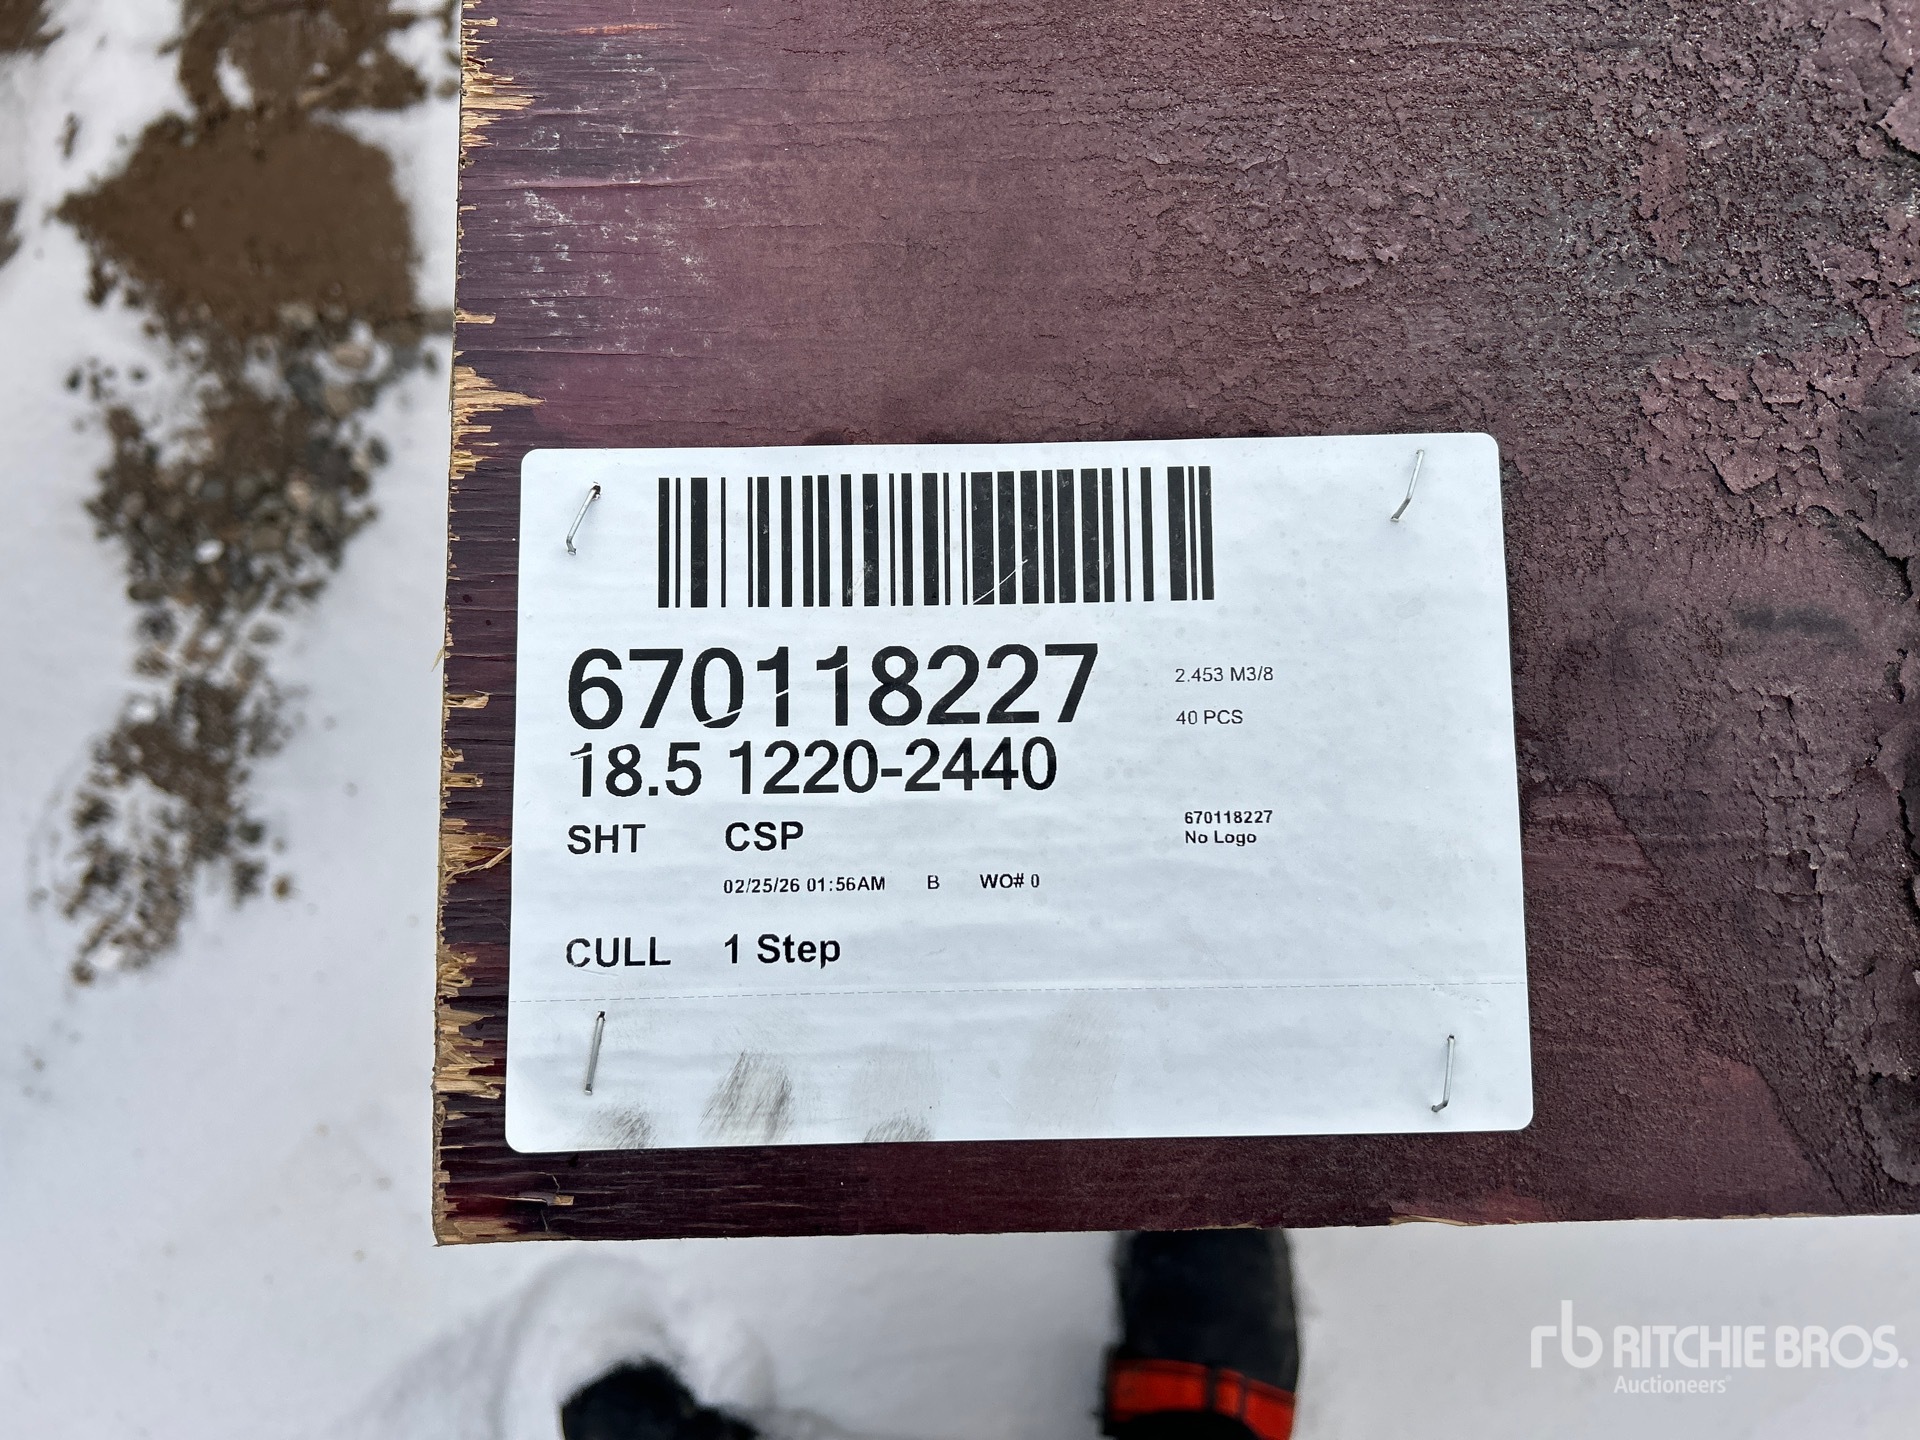 670118227
2.453 M3/8
18.5 1220-2440
40 PCS
SHT CSP
670118227
No Logo
02/25/26 01:56AM B WO# 0
CULL 1 Step
rb RITCHIE BROS.
Auctioneers